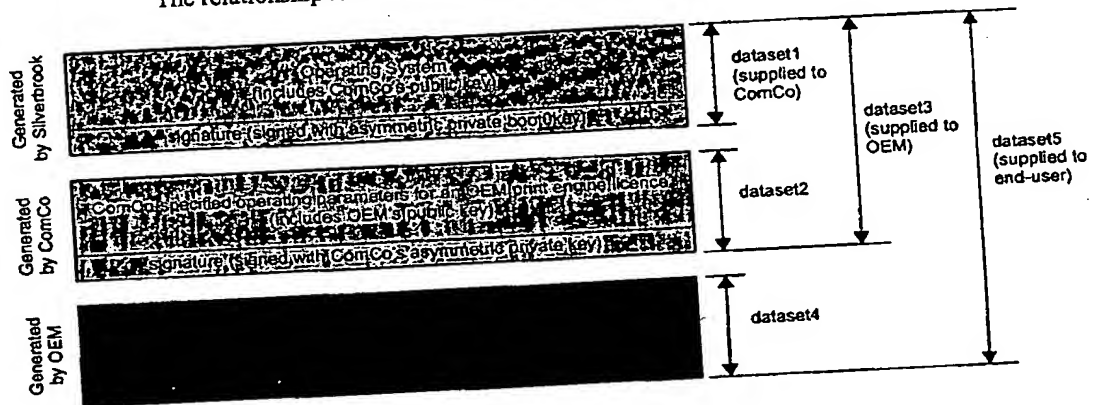 The relationship
Generated
by Silverbrook
Operating System
(includes ComCo's public key)
signature (signed with asymmetric private boot0key)
dataset1
(supplied to
ComCo)
dataset3
(supplied to
OEM)
dataset5
(supplied to
end-user)
Generated
by ComCo
ComCo specified operating parameters for an OEM print engine licence
(includes OEM's public key)
signature (signed with ComCo's asymmetric private key)
dataset2
Generated
by OEM
dataset4